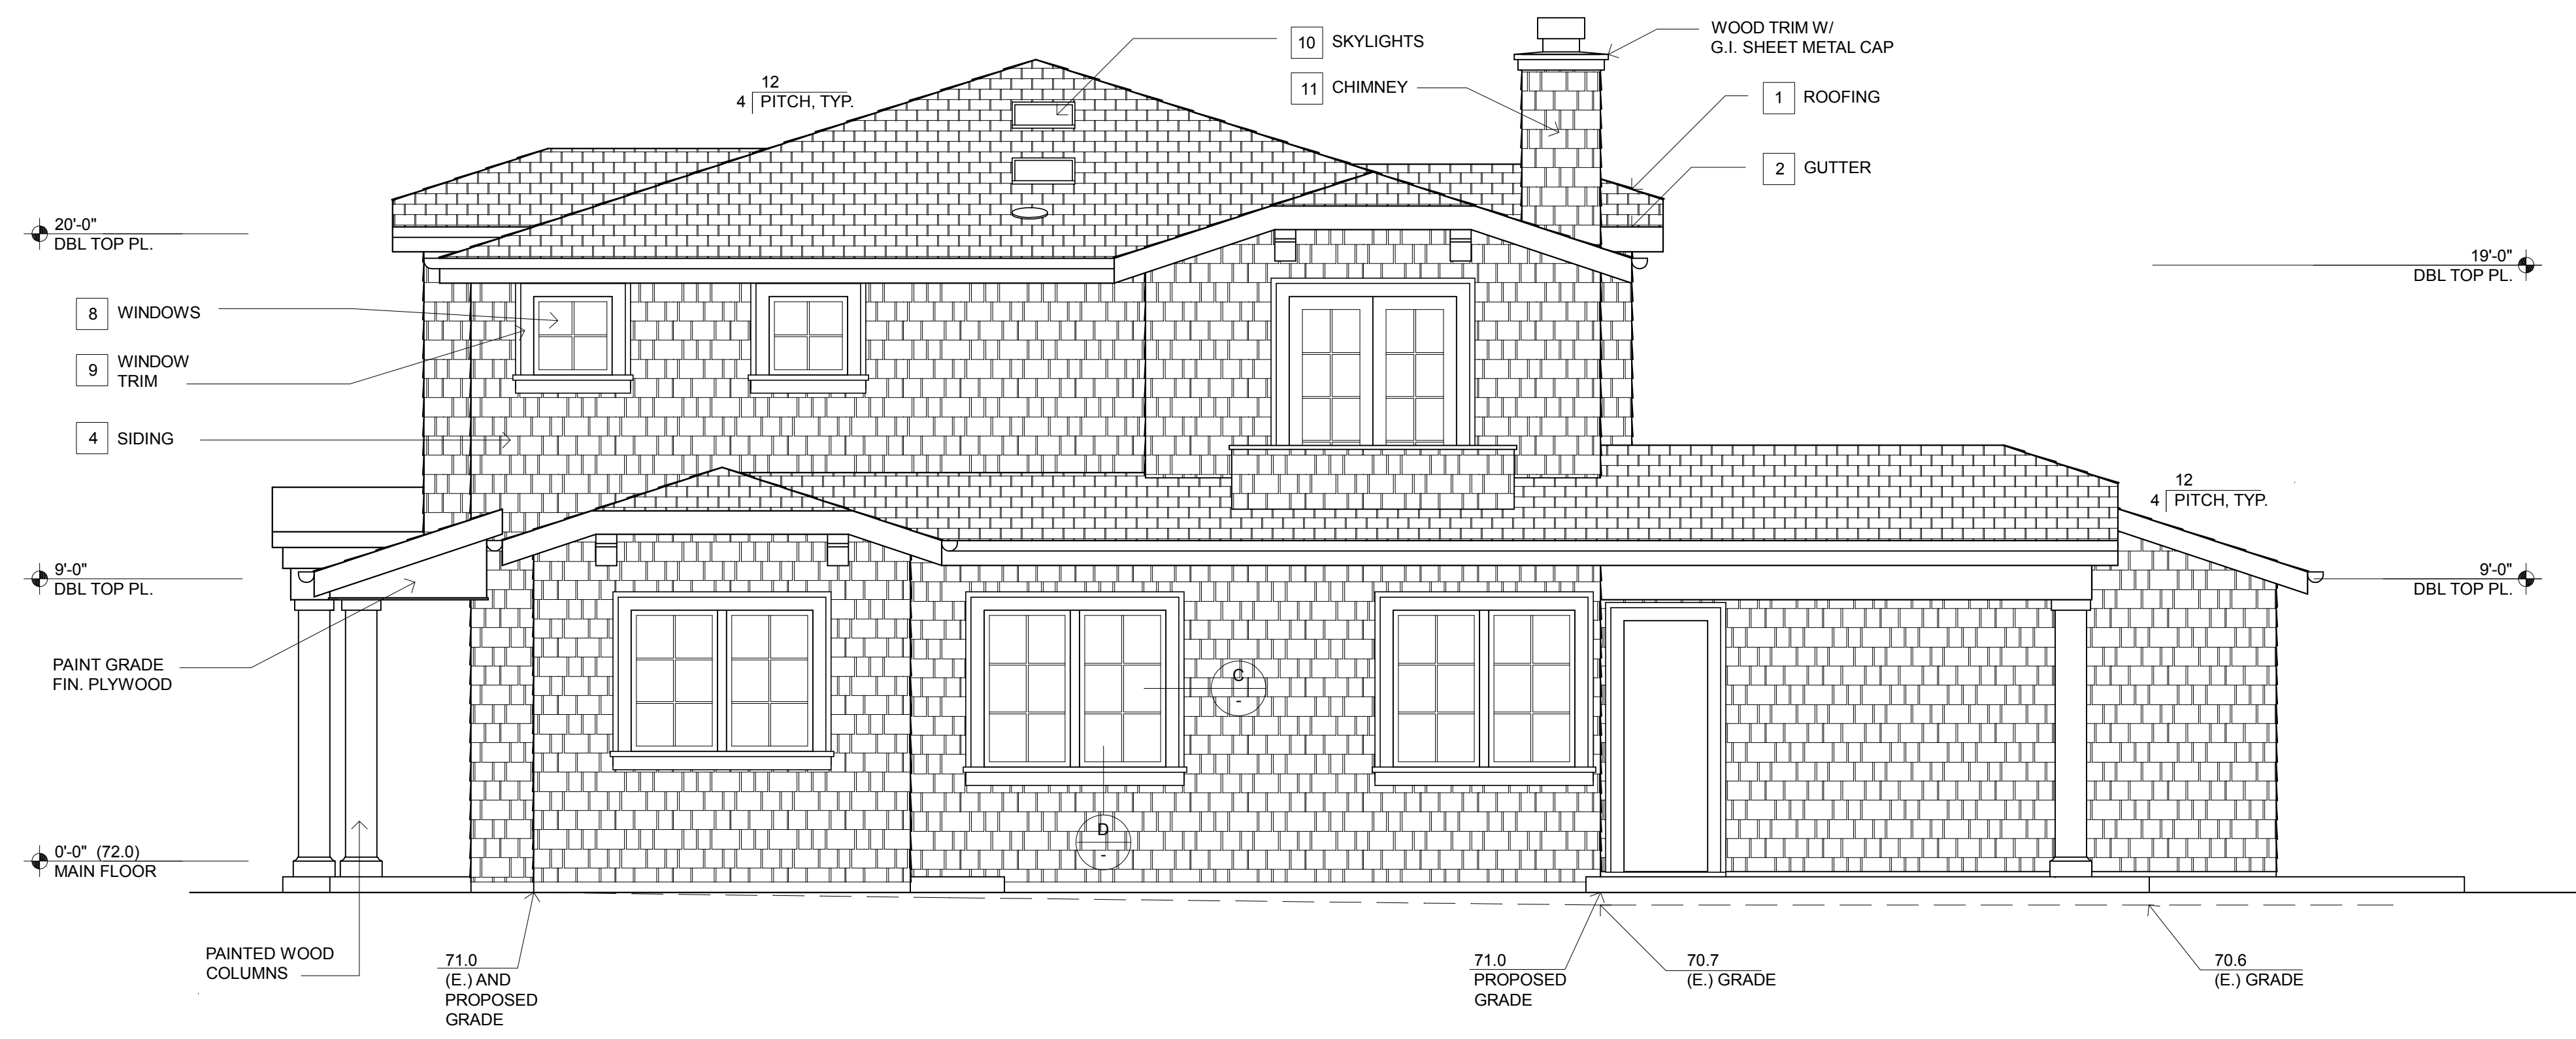 10 SKYLIGHTS
11 CHIMNEY
WOOD TRIM W/
G.I. SHEET METAL CAP
1 ROOFING
2 GUTTER
12
4 PITCH, TYP.
20'-0"
DBL TOP PL.
19'-0"
DBL TOP PL.
8 WINDOWS
9 WINDOW
TRIM
4 SIDING
12
4 PITCH, TYP.
9'-0"
DBL TOP PL.
9'-0"
DBL TOP PL.
PAINT GRADE
FIN. PLYWOOD
C
-
D
-
0'-0" (72.0)
MAIN FLOOR
PAINTED WOOD
COLUMNS
71.0
(E.) AND
PROPOSED
GRADE
71.0
PROPOSED
GRADE
70.7
(E.) GRADE
70.6
(E.) GRADE